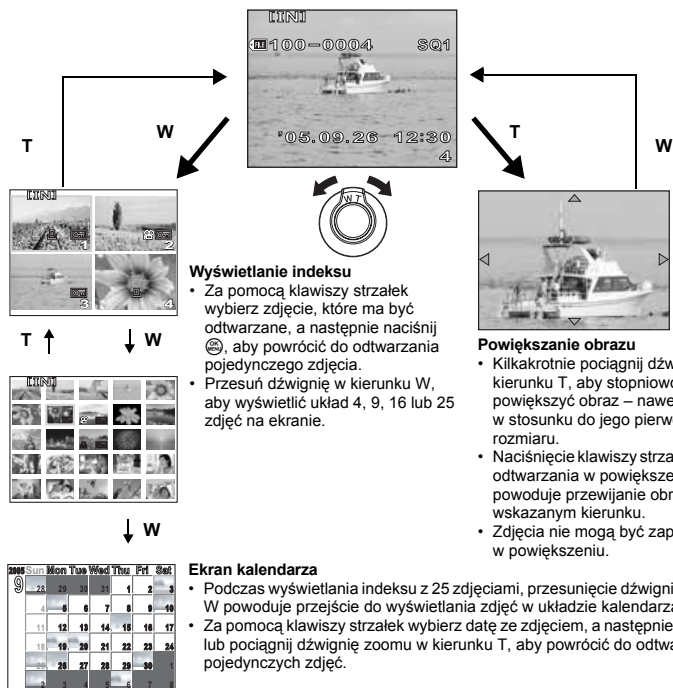 [IN]
100-0004 SQ1
'05.09.26 12:30
4
T W T W
W T
[IN]
1 2
3 4
Wyświetlanie indeksu
• Za pomocą klawiszy strzałek
wybierz zdjęcie, które ma być
odtwarzane, a następnie naciśnij
, aby powrócić do odtwarzania
pojedynczego zdjęcia.
• Przesuń dźwignię w kierunku W,
aby wyświetlić układ 4, 9, 16 lub 25
zdjęć na ekranie.
Powiększanie obrazu
• Kilkakrotnie pociągnij dźw
kierunku T, aby stopniowo
powiększyć obraz – nawe
w stosunku do jego pierw
rozmiaru.
• Naciśnięcie klawiszy strza
odtwarzania w powiększe
powoduje przewijanie obr
wskazanym kierunku.
• Zdjęcia nie mogą być zap
w powiększeniu.
T W
[IN]
W
2005 Sun Mon Tue Wed Thu Fri Sat
9 28 29 30 31 1 2 3
4 5 6 7 8 9 10
11 12 13 14 15 16 17
18 19 20 21 22 23 24
25 26 27 28 29 30 1
2 3 4 5 6 7 8
Ekran kalendarza
• Podczas wyświetlania indeksu z 25 zdjęciami, przesunięcie dźwigni
W powoduje przejście do wyświetlania zdjęć w układzie kalendarza
• Za pomocą klawiszy strzałek wybierz datę ze zdjęciem, a następnie
lub pociągnij dźwignię zoomu w kierunku T, aby powrócić do odtwa
pojedynczych zdjęć.